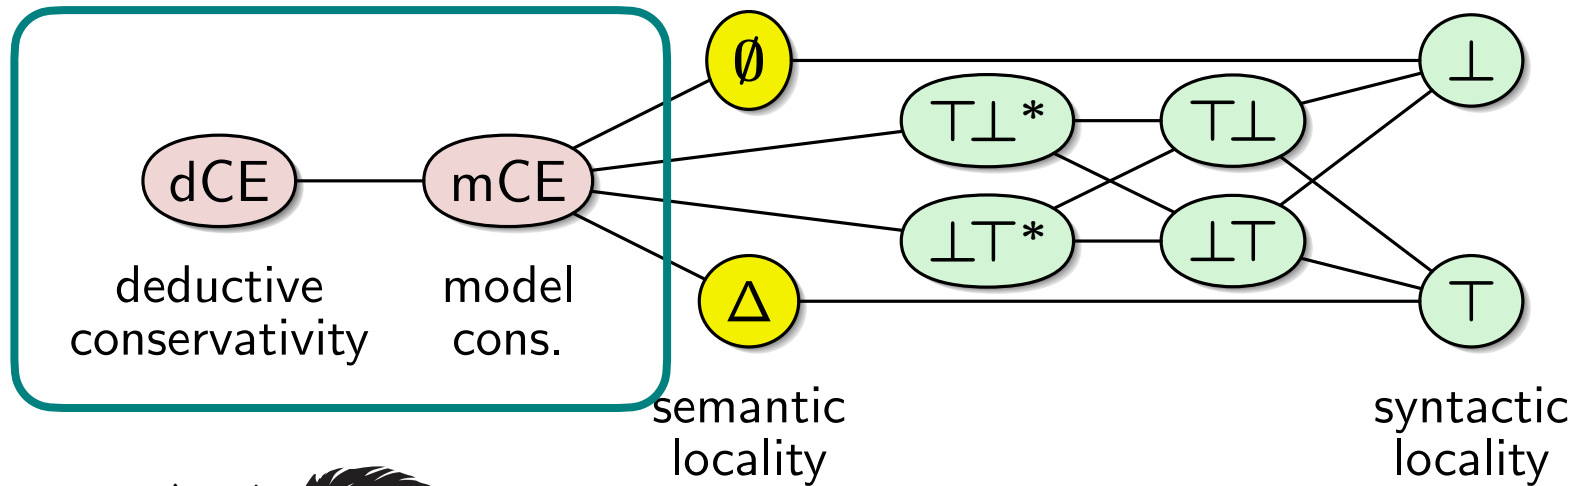 ∅
⊥
⊤⊥*
⊤⊥
dCE
mCE
⊥⊤*
⊥⊤
Δ
⊤
deductive
conservativity
model
cons.
semantic
locality
syntactic
locality